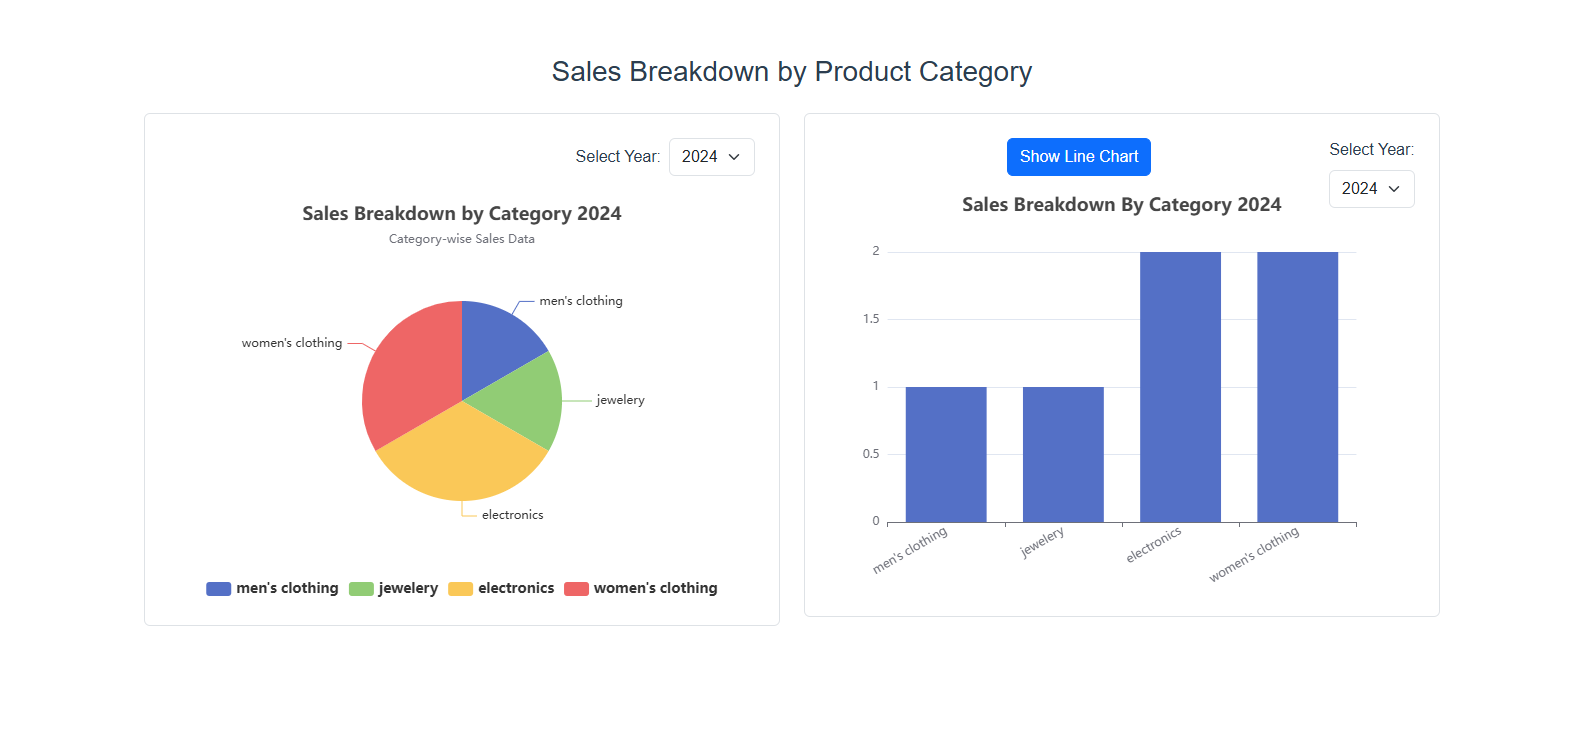 Sales Breakdown by Product Category
Select Year: 2024
Sales Breakdown by Category 2024
Category-wise Sales Data
men's clothing
women's clothing
jewelery
electronics
men's clothing jewelery electronics women's clothing
Show Line Chart
Select Year:
2024
Sales Breakdown By Category 2024
2
1.5
1
0.5
0
men's clothing
jewelery
electronics
women's clothing